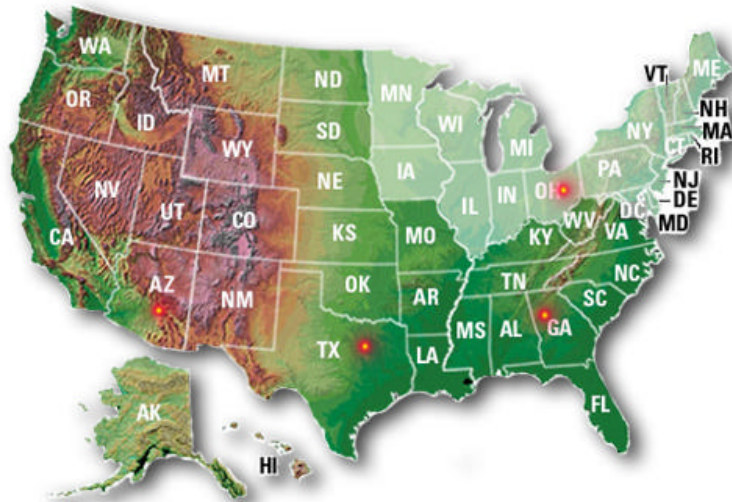 WA
MT
ND
MN
VT
ME
OR
ID
SD
WI
MI
NY
NH
MA
RI
CT
WY
IA
PA
NJ
DE
MD
DC
NV
UT
CO
NE
IL
IN
OH
CA
KS
MO
KY
WV
VA
AZ
NM
OK
AR
TN
NC
SC
TX
LA
MS
AL
GA
FL
AK
HI